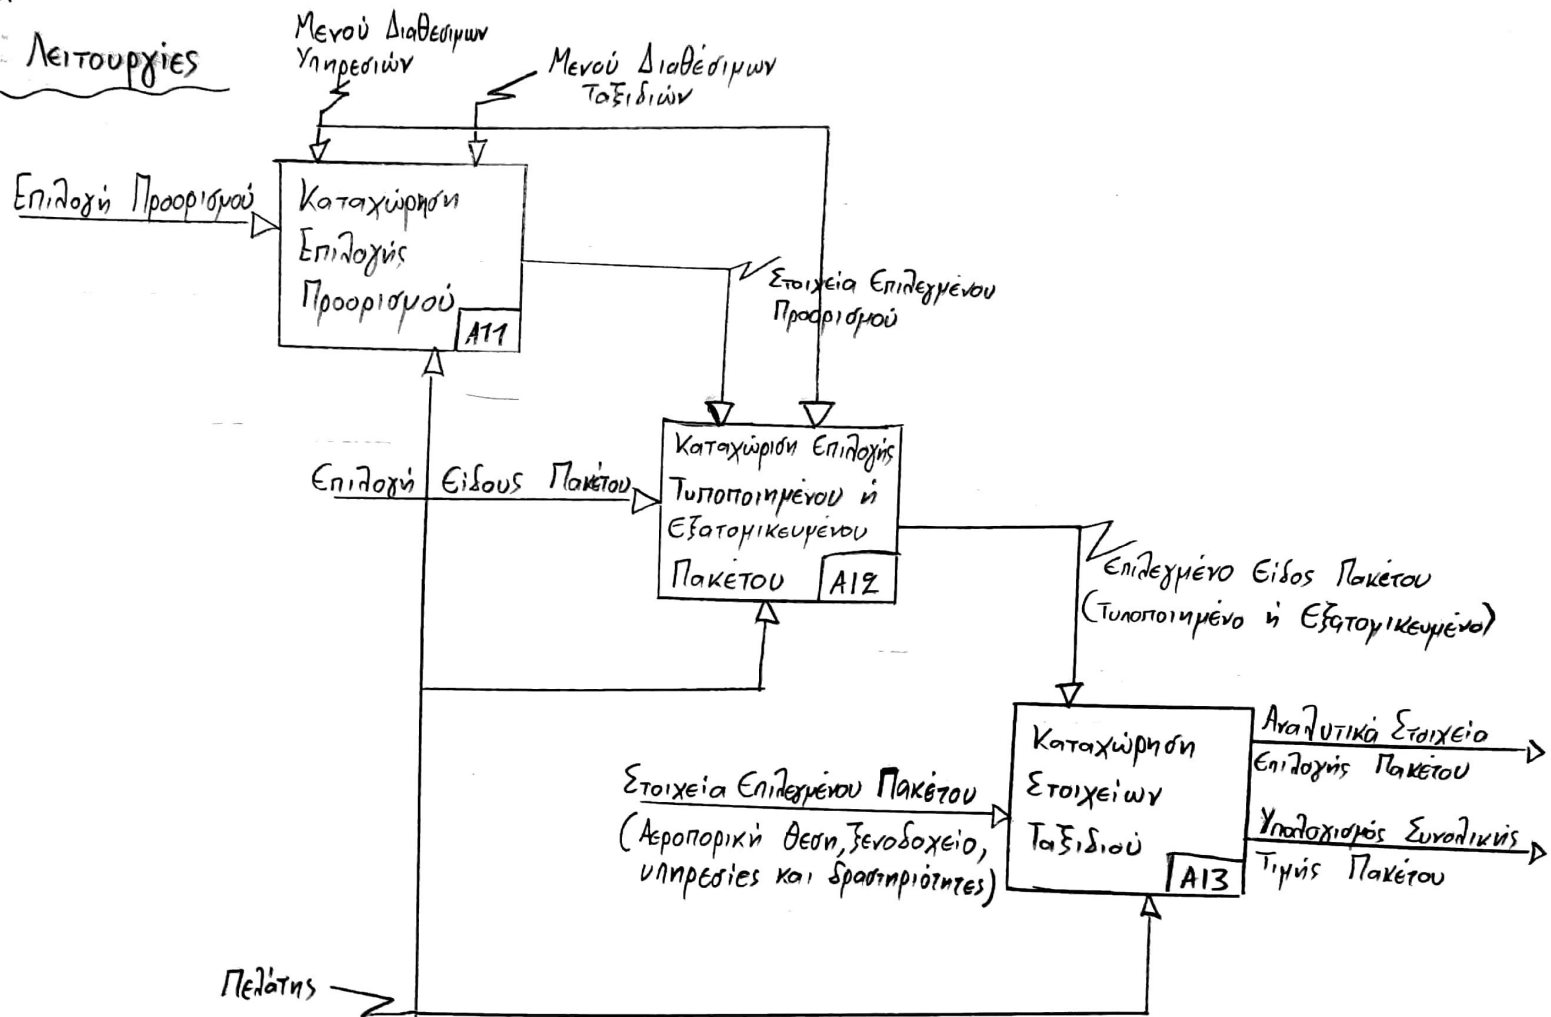 Λειτουργίες
Μενού Διαθέσιμων
Υπηρεσιών
Μενού Διαθέσιμων
Ταξιδιών
Επιλογή Προορισμού
Καταχώρηση
Επιλογής
Προορισμού
A11
Στοιχεία Επιλεγμένου
Προορισμού
Επιλογή Είδους Πακέτου
Καταχώριση Επιλογής
Τυποποιημένου ή
Εξατομικευμένου
Πακέτου
A12
Επιλεγμένο Είδος Πακέτου
(Τυποποιημένο ή Εξατομικευμένο)
Στοιχεία Επιλεγμένου Πακέτου
(Αεροπορική θέση, ξενοδοχείο,
υπηρεσίες και δραστηριότητες)
Καταχώρηση
Στοιχείων
Ταξιδιού
A13
Αναλυτικά Στοιχεία
Επιλογής Πακέτου
Υπολογισμός Συνολικής
Τιμής Πακέτου
Πελάτης